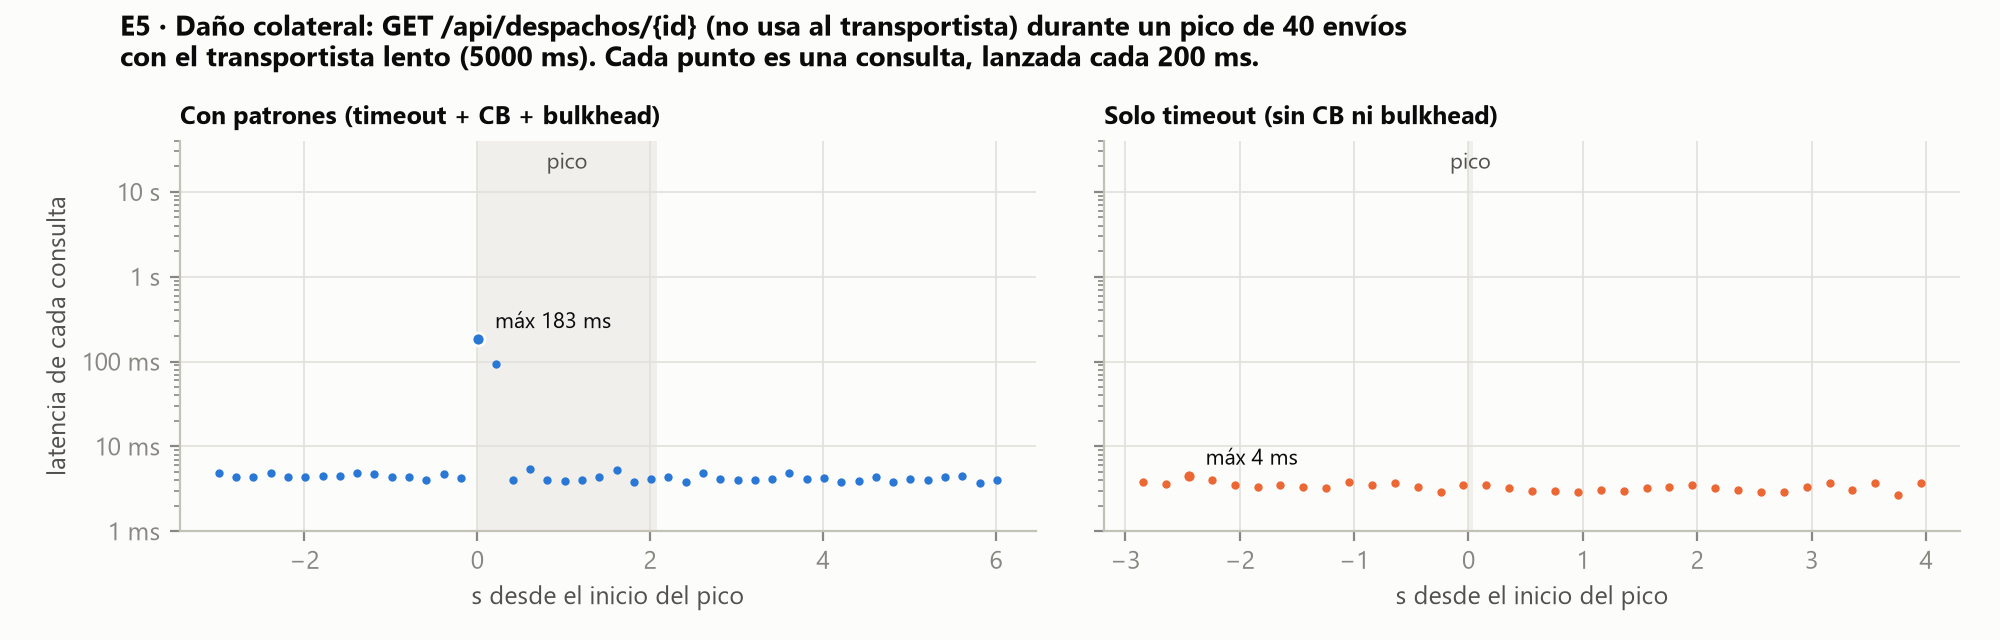 E5 · Daño colateral: GET /api/despachos/{id} (no usa al transportista) durante un pico de 40 envíos
con el transportista lento (5000 ms). Cada punto es una consulta, lanzada cada 200 ms.
Con patrones (timeout + CB + bulkhead)
pico
10 s
1 s
100 ms
10 ms
1 ms
latencia de cada consulta
máx 183 ms
−2
0
2
4
6
s desde el inicio del pico
Solo timeout (sin CB ni bulkhead)
pico
máx 4 ms
−3
−2
−1
0
1
2
3
4
s desde el inicio del pico